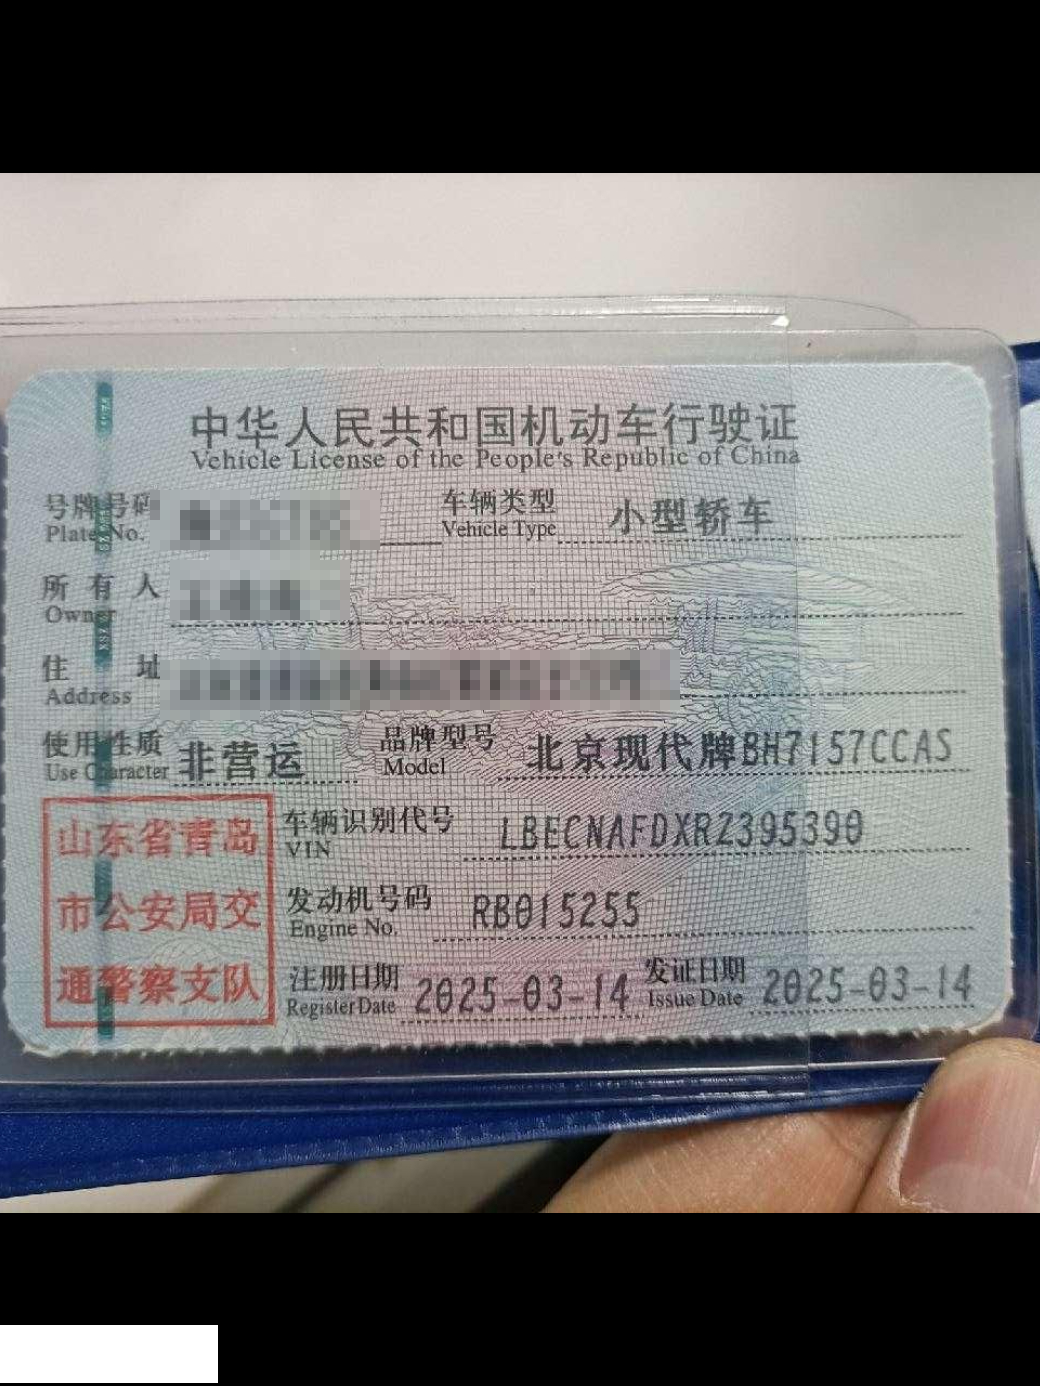 中华人民共和国机动车行驶证
Vehicle License of the People's Republic of China
号牌号码
Plate No.
车辆类型 小型轿车
Vehicle Type
所有人
Owner
住址
Address
使用性质 非营运
Use Character
品牌型号 北京现代牌BH7157CCAS
Model
山东省青岛
市公安局交
通警察支队
车辆识别代号 LBECNAFDXRZ395390
VIN
发动机号码 RB015255
Engine No.
注册日期 2025-03-14
Register Date
发证日期 2025-03-14
Issue Date